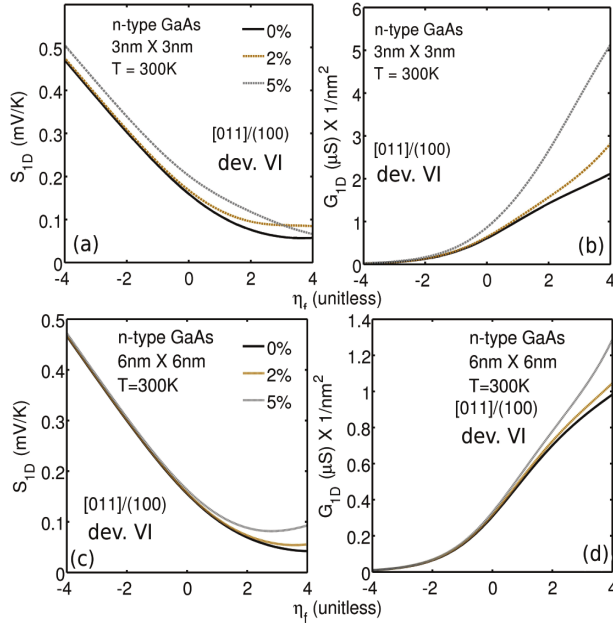 n-type GaAs
3nm X 3nm
T = 300K
0%
2%
5%
[011]/(100)
dev. VI
(a)
S1D (mV/K)
0.5
0.4
0.3
0.2
0.1
0
-4
-2
0
2
4
ηf (unitless)
n-type GaAs
3nm X 3nm
T = 300K
[011]/(100)
dev. VI
(b)
G1D (μS) X 1/nm²
6
5
4
3
2
1
0
-4
-2
0
2
4
n-type GaAs
6nm X 6nm
T=300K
0%
2%
5%
[011]/(100)
dev. VI
(c)
S1D (mV/K)
0.5
0.4
0.3
0.2
0.1
0
-4
-2
0
2
4
ηf (unitless)
n-type GaAs
6nm X 6nm
T=300K
[011]/(100)
dev. VI
(d)
G1D (μS) X 1/nm²
1.4
1.2
1
0.8
0.6
0.4
0.2
0
-4
-2
0
2
4